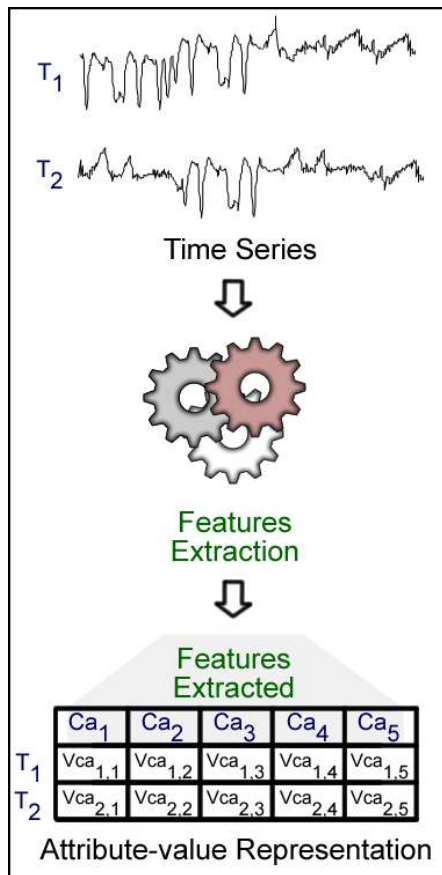 T1
T2
Time Series
Features
Extraction
Features
Extracted
Ca1 Ca2 Ca3 Ca4 Ca5
T1 Vca1,1 Vca1,2 Vca1,3 Vca1,4 Vca1,5
T2 Vca2,1 Vca2,2 Vca2,3 Vca2,4 Vca2,5
Attribute-value Representation